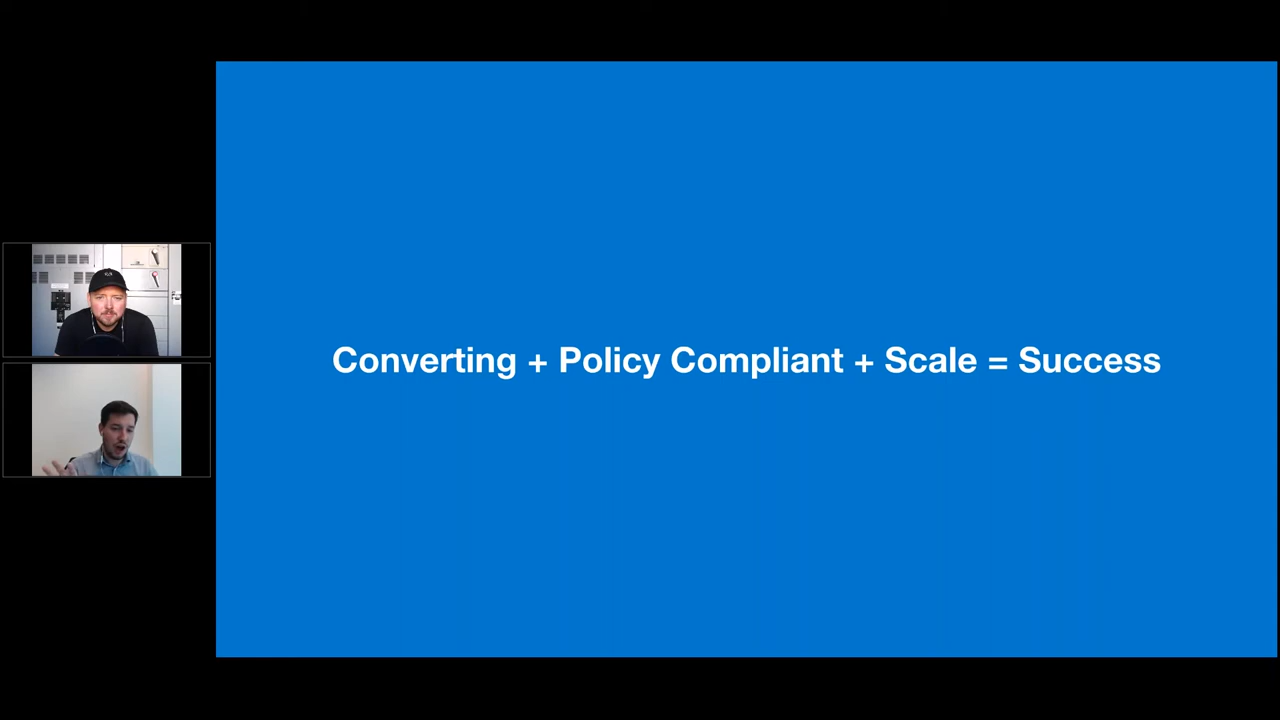 Converting + Policy Compliant + Scale = Success